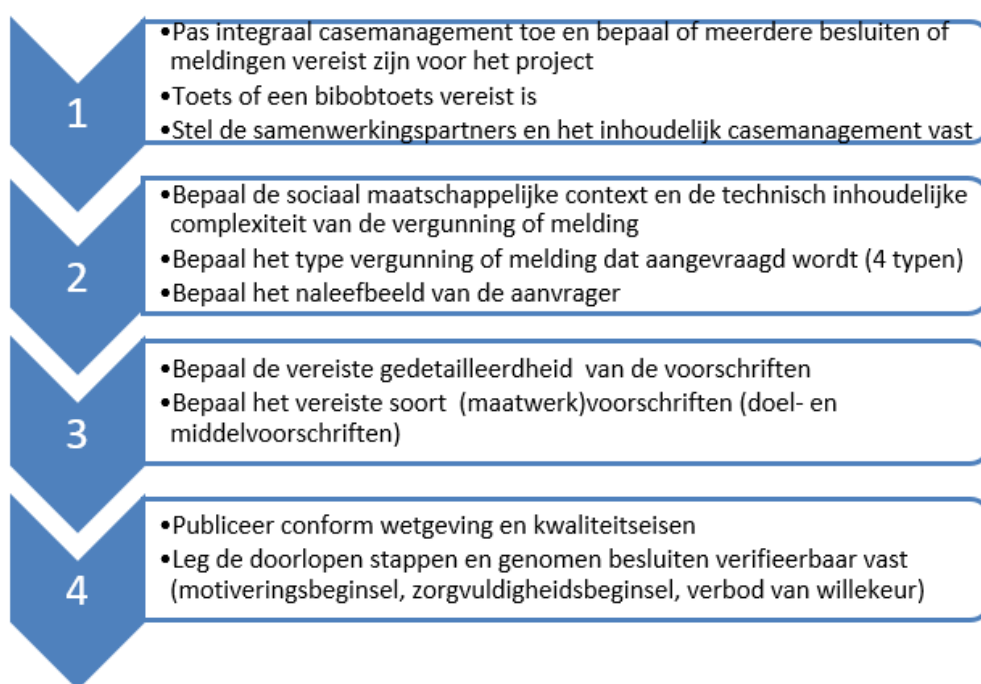 1
•Pas integraal casemanagement toe en bepaal of meerdere besluiten of
meldingen vereist zijn voor het project
•Toets of een bibobtoets vereist is
•Stel de samenwerkingspartners en het inhoudelijk casemanagement vast
2
•Bepaal de sociaal maatschappelijke context en de technisch inhoudelijke
complexiteit van de vergunning of melding
•Bepaal het type vergunning of melding dat aangevraagd wordt (4 typen)
•Bepaal het naleefbeeld van de aanvrager
3
•Bepaal de vereiste gedetailleerdheid van de voorschriften
•Bepaal het vereiste soort (maatwerk)voorschriften (doel- en
middelvoorschriften)
4
•Publiceer conform wetgeving en kwaliteitseisen
•Leg de doorlopen stappen en genomen besluiten verifieerbaar vast
(motiveringsbeginsel, zorgvuldigheidsbeginsel, verbod van willekeur)